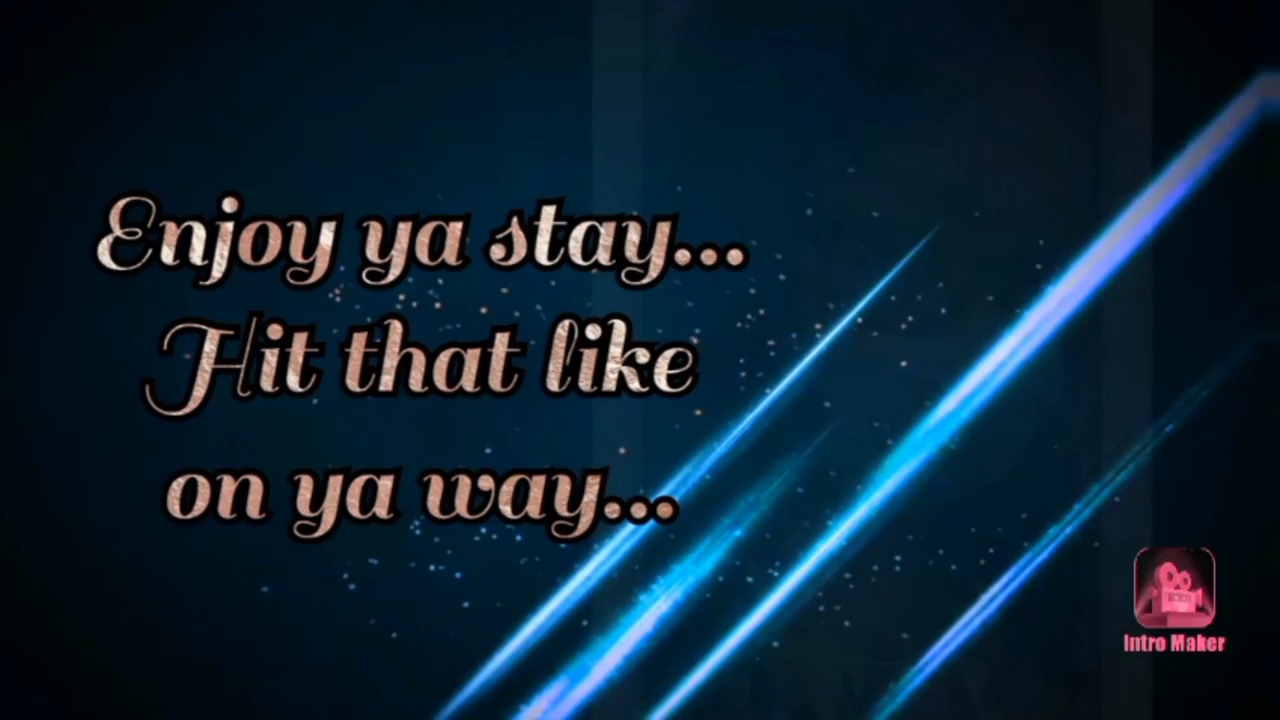 Enjoy ya stay...
Hit that like
on ya way...
Intro Maker